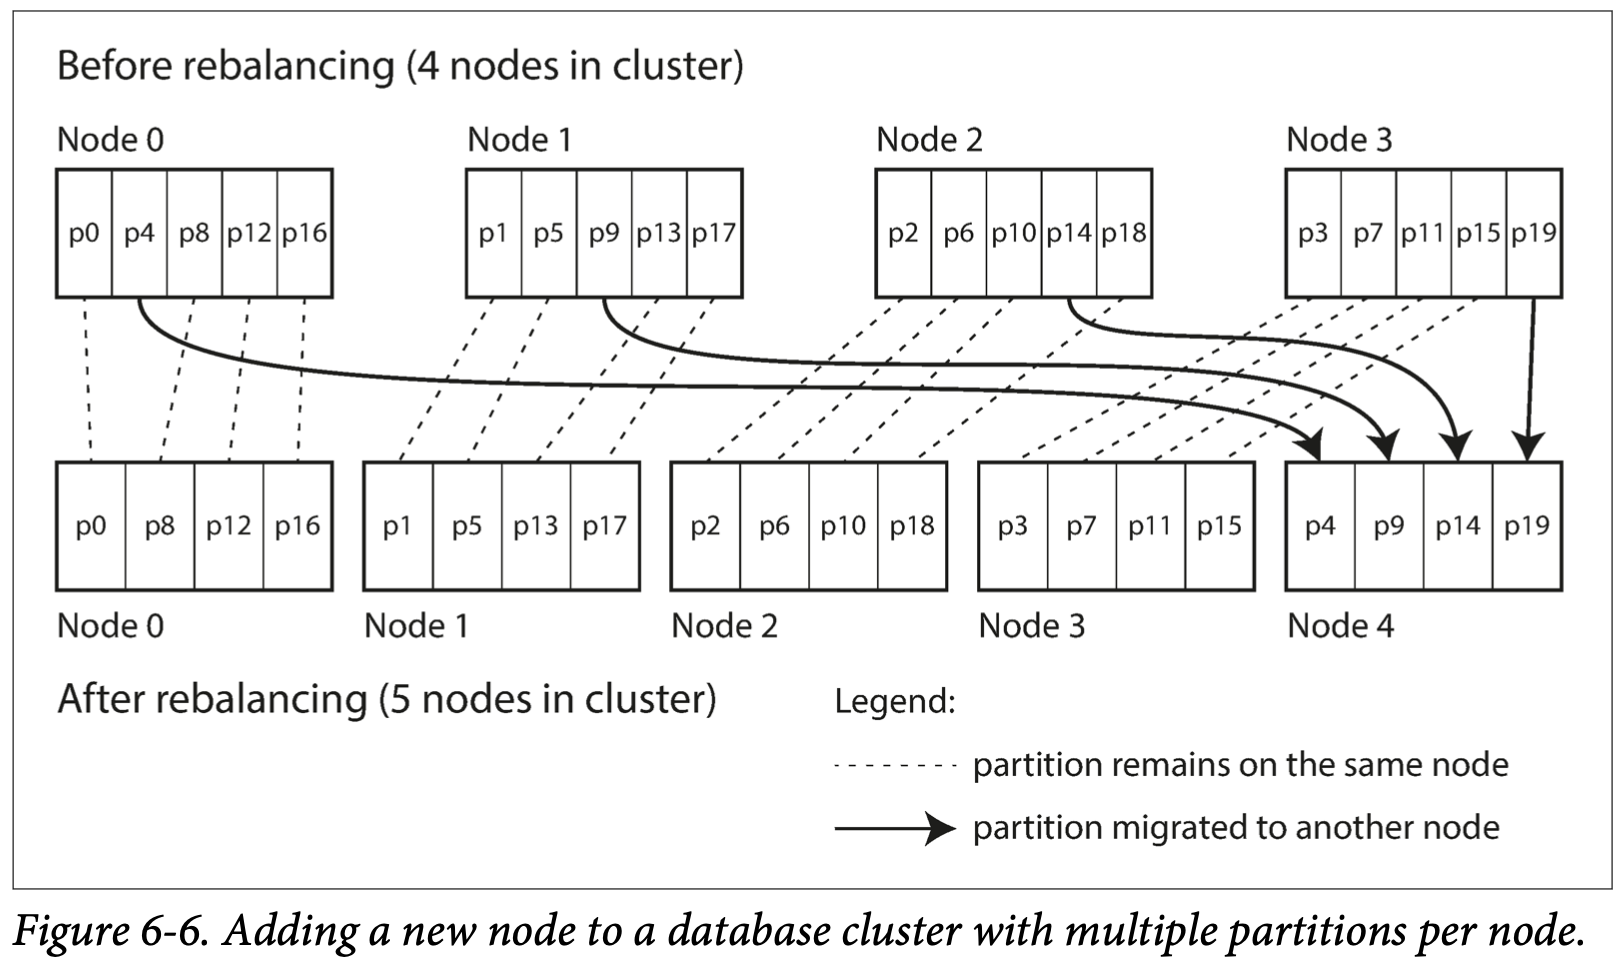 Before rebalancing (4 nodes in cluster)
Node 0 Node 1 Node 2 Node 3
p0 p4 p8 p12 p16 p1 p5 p9 p13 p17 p2 p6 p10 p14 p18 p3 p7 p11 p15 p19
p0 p8 p12 p16 p1 p5 p13 p17 p2 p6 p10 p18 p3 p7 p11 p15 p4 p9 p14 p19
Node 0 Node 1 Node 2 Node 3 Node 4
After rebalancing (5 nodes in cluster)
Legend:
partition remains on the same node
partition migrated to another node
Figure 6-6. Adding a new node to a database cluster with multiple partitions per node.